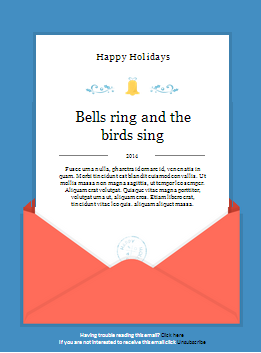 Happy Holidays
Bells ring and the
birds sing
2014
Fusce urna nulla, pharetra id ornare id, venenatis in
quam. Morbi tincidunt est blandit euismod convallis. Ut
mollis massa non magna sagittis, ut tempor leo semper.
Aliquam erat volutpat. Quisque vitae magna porttitor,
volutpat urna ut, aliquam eros. Etiam libero erat,
tincidunt vitae leo quis, aliquam aliquet massa.
Having trouble reading this email? Click here
If you are not interested to receive this email click Unsubscribe